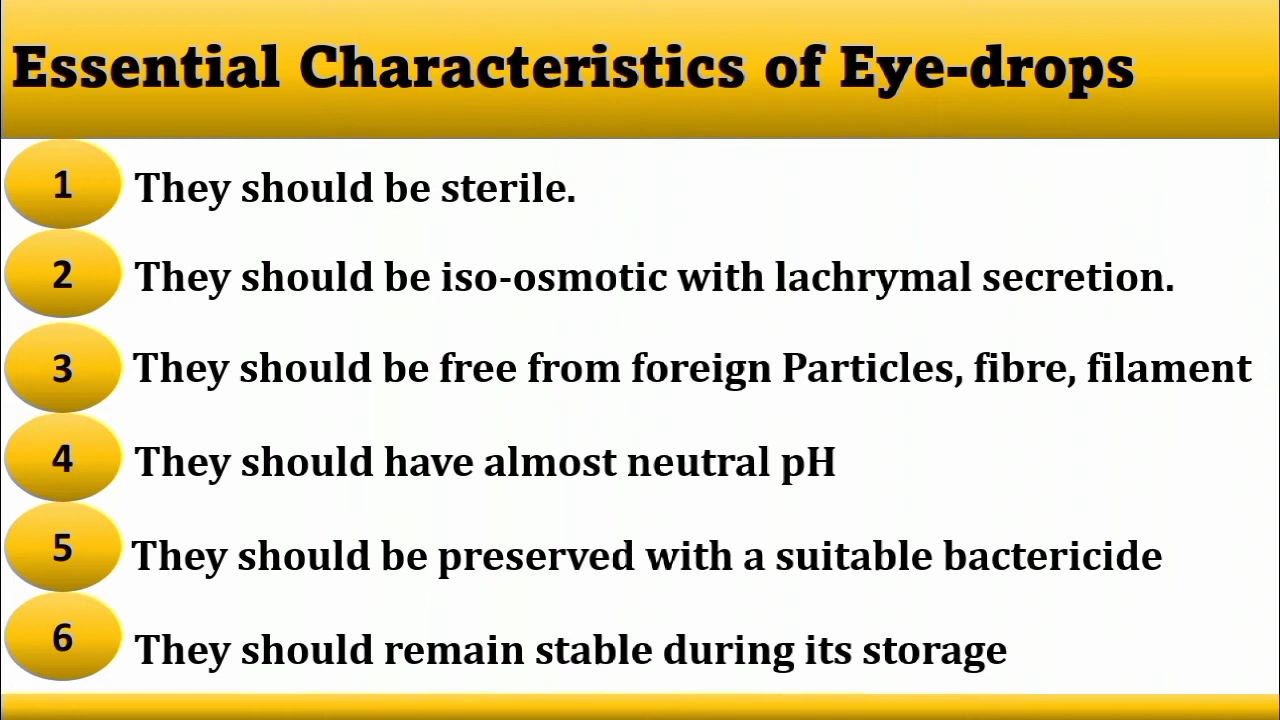 Essential Characteristics of Eye-drops
1 They should be sterile.
2 They should be iso-osmotic with lachrymal secretion.
3 They should be free from foreign Particles, fibre, filament
4 They should have almost neutral pH
5 They should be preserved with a suitable bactericide
6 They should remain stable during its storage